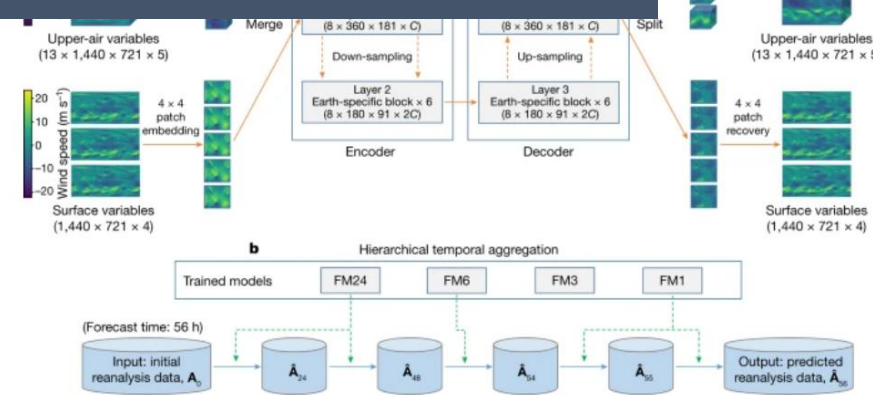 (8 × 360 × 181 × C)
(8 × 360 × 181 × C)
Merge
Split
Upper-air variables
(13 × 1,440 × 721 × 5)
Down-sampling
Up-sampling
Upper-air variables
(13 × 1,440 × 721 × 5
20
10
0
−10
−20
Wind speed (m s⁻¹)
4 × 4
patch
embedding
Layer 2
Earth-specific block × 6
(8 × 180 × 91 × 2C)
Layer 3
Earth-specific block × 6
(8 × 180 × 91 × 2C)
4 × 4
patch
recovery
Encoder
Decoder
Surface variables
(1,440 × 721 × 4)
Surface variables
(1,440 × 721 × 4)
b
Hierarchical temporal aggregation
Trained models
FM24
FM6
FM3
FM1
(Forecast time: 56 h)
Input: initial
reanalysis data, A₀
Â₂₄
Â₄₈
Â₅₄
Â₅₅
Output: predicted
reanalysis data, Â₅₆